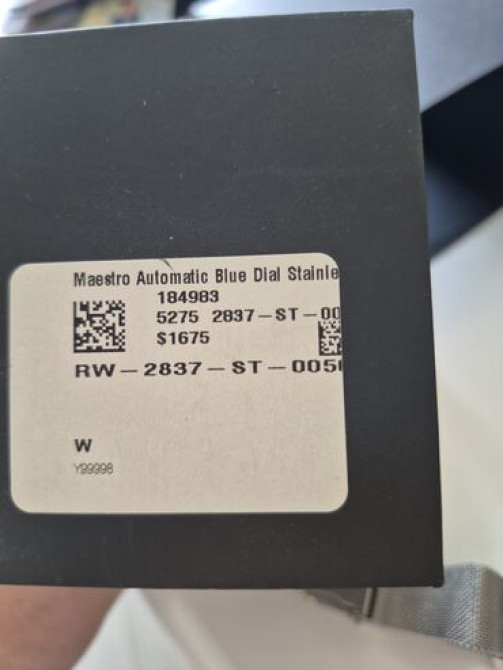 Maestro Automatic Blue Dial Stainle
184983
5275 2837-ST-00
$1675
RW-2837-ST-005
W
Y99998